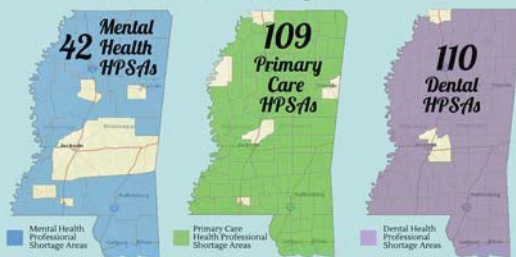 42
Mental
Health
HPSAs
109
Primary
Care
HPSAs
110
Dental
HPSAs
Jackson
Mental Health
Professional
Shortage Areas
Primary Care
Health Professional
Shortage Areas
Dental Health
Professional
Shortage Areas